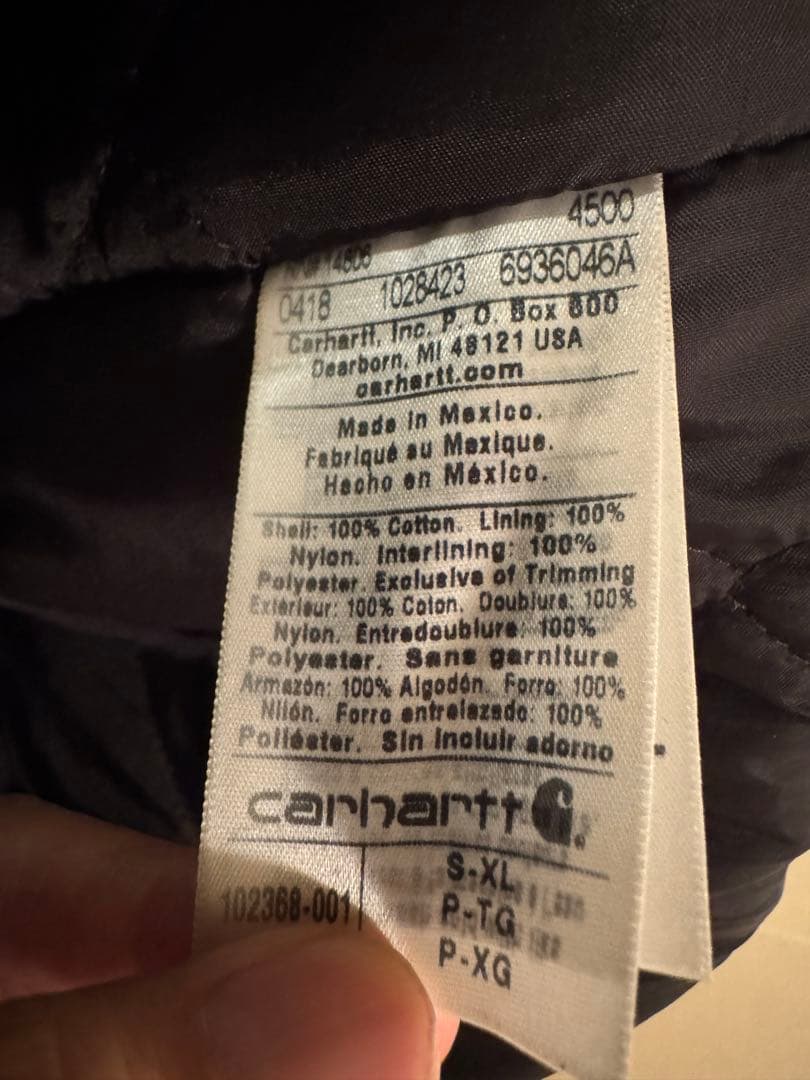 4500
14806
0418 1028423 6936046A
Carhartt, Inc. P. O. Box 600
Dearborn, MI 48121 USA
carhartt.com
Made in Mexico.
Fabriqué au Mexique.
Hecho en México.
Shell: 100% Cotton. Lining: 100%
Nylon. Interlining: 100%
Polyester. Exclusive of Trimming
Extérieur: 100% Coton. Doublure: 100%
Nylon. Entredoublure: 100%
Polyester. Sans garniture
Armazón: 100% Algodón. Forro: 100%
Nilón. Forro entrelazado: 100%
Poliéster. Sin incluir adorno
carhartt
102368-001
S-XL
P-TG
P-XG